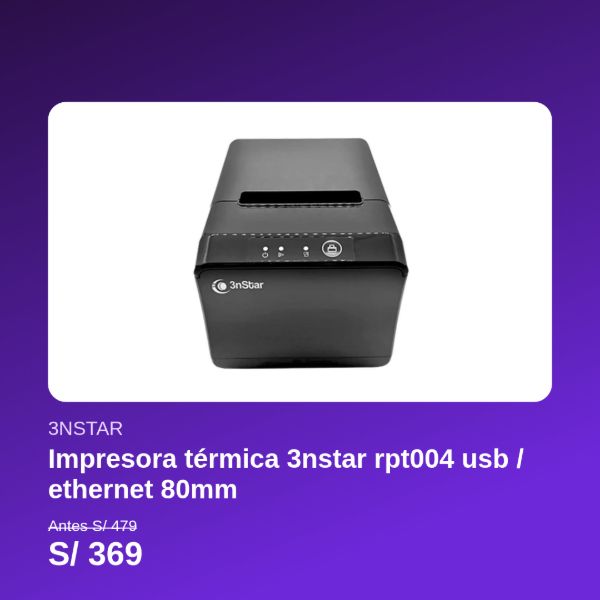 3nStar
3NSTAR
Impresora térmica 3nstar rpt004 usb /
ethernet 80mm
Antes S/ 479
S/ 369